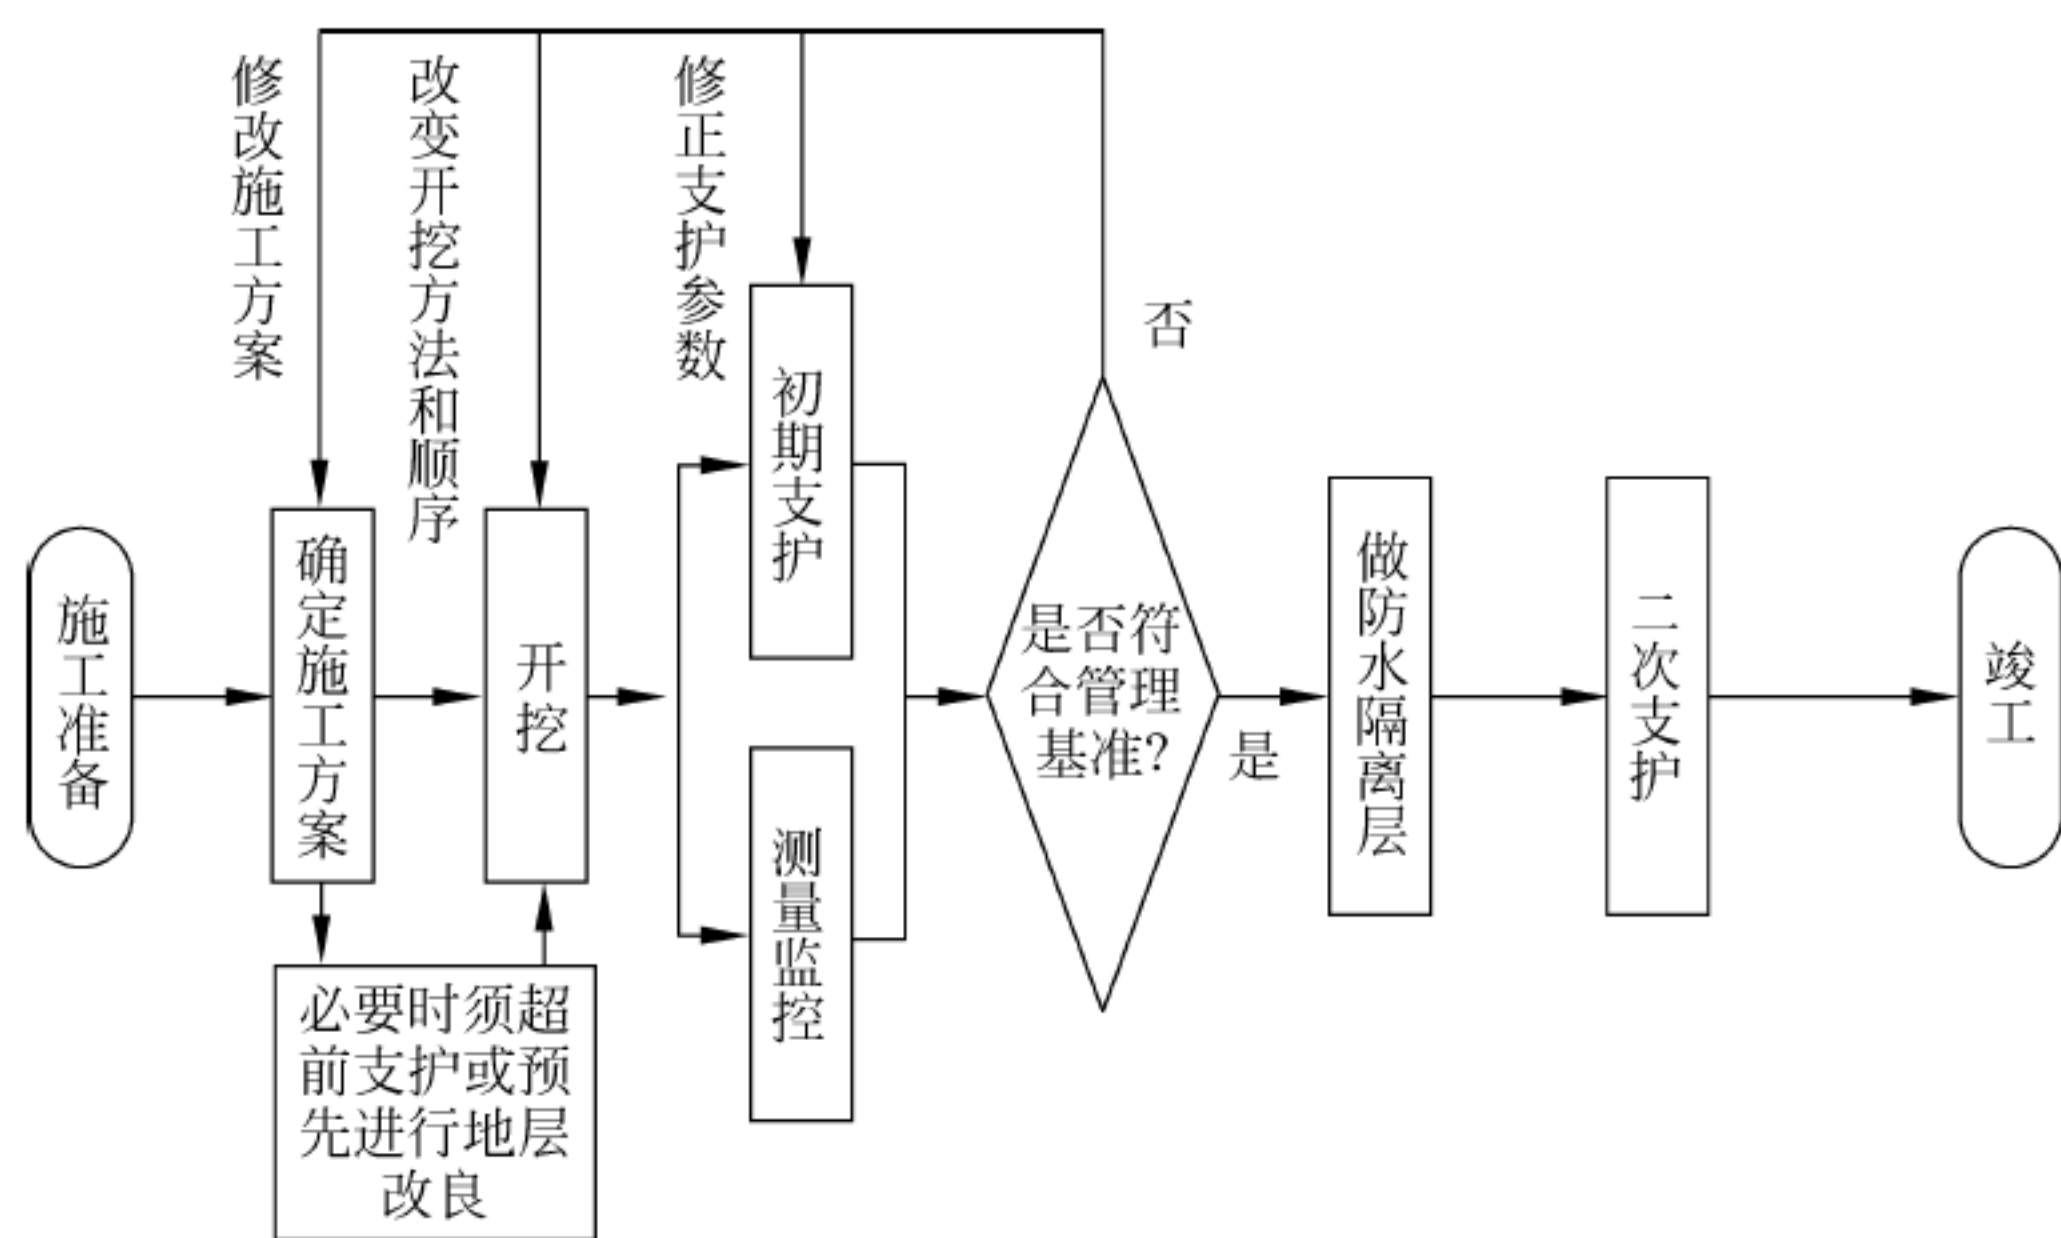 修改施工方案
改变开挖方法和顺序
修正支护参数
否
施工准备
确定施工方案
开挖
初期支护
测量监控
是否符
合管理
基准?
是
做防水隔离层
二次支护
竣工
必要时须超
前支护或预
先进行地层
改良